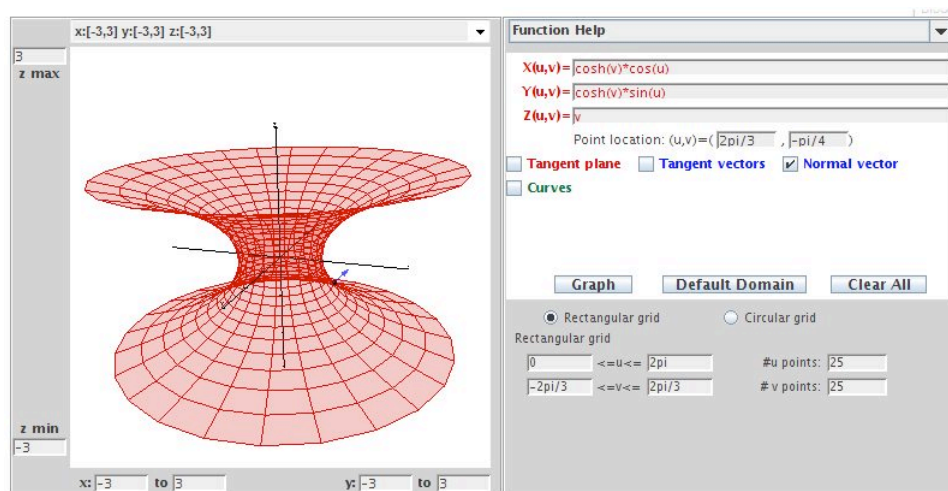 x:[-3,3] y:[-3,3] z:[-3,3]
3
z max
z min
-3
x: -3 to 3 y: -3 to 3
Function Help
X(u,v)= cosh(v)*cos(u)
Y(u,v)= cosh(v)*sin(u)
Z(u,v)= v
Point location: (u,v)=( 2pi/3 , -pi/4 )
Tangent plane Tangent vectors Normal vector
Curves
Graph Default Domain Clear All
Rectangular grid Circular grid
Rectangular grid
0 <=u<= 2pi #u points: 25
-2pi/3 <=v<= 2pi/3 # v points: 25